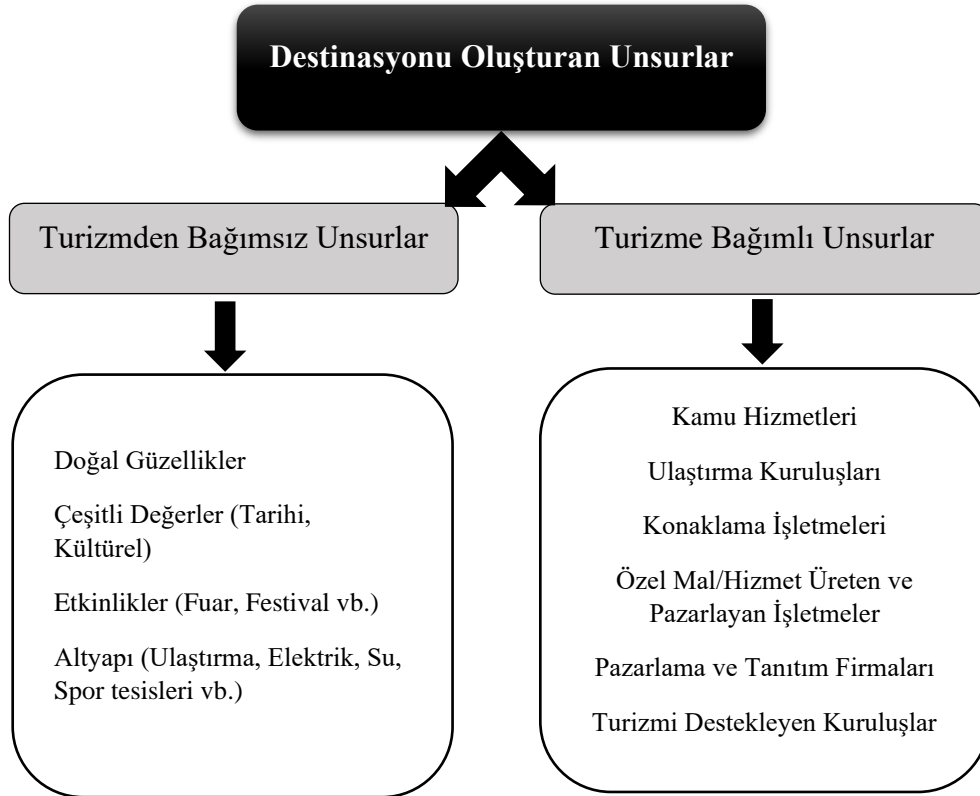 Destinasyonu Oluşturan Unsurlar
Turizmden Bağımsız Unsurlar
Turizme Bağımlı Unsurlar
Doğal Güzellikler
Çeşitli Değerler (Tarihi,
Kültürel)
Etkinlikler (Fuar, Festival vb.)
Altyapı (Ulaştırma, Elektrik, Su,
Spor tesisleri vb.)
Kamu Hizmetleri
Ulaştırma Kuruluşları
Konaklama İşletmeleri
Özel Mal/Hizmet Üreten ve
Pazarlayan İşletmeler
Pazarlama ve Tanıtım Firmaları
Turizmi Destekleyen Kuruluşlar